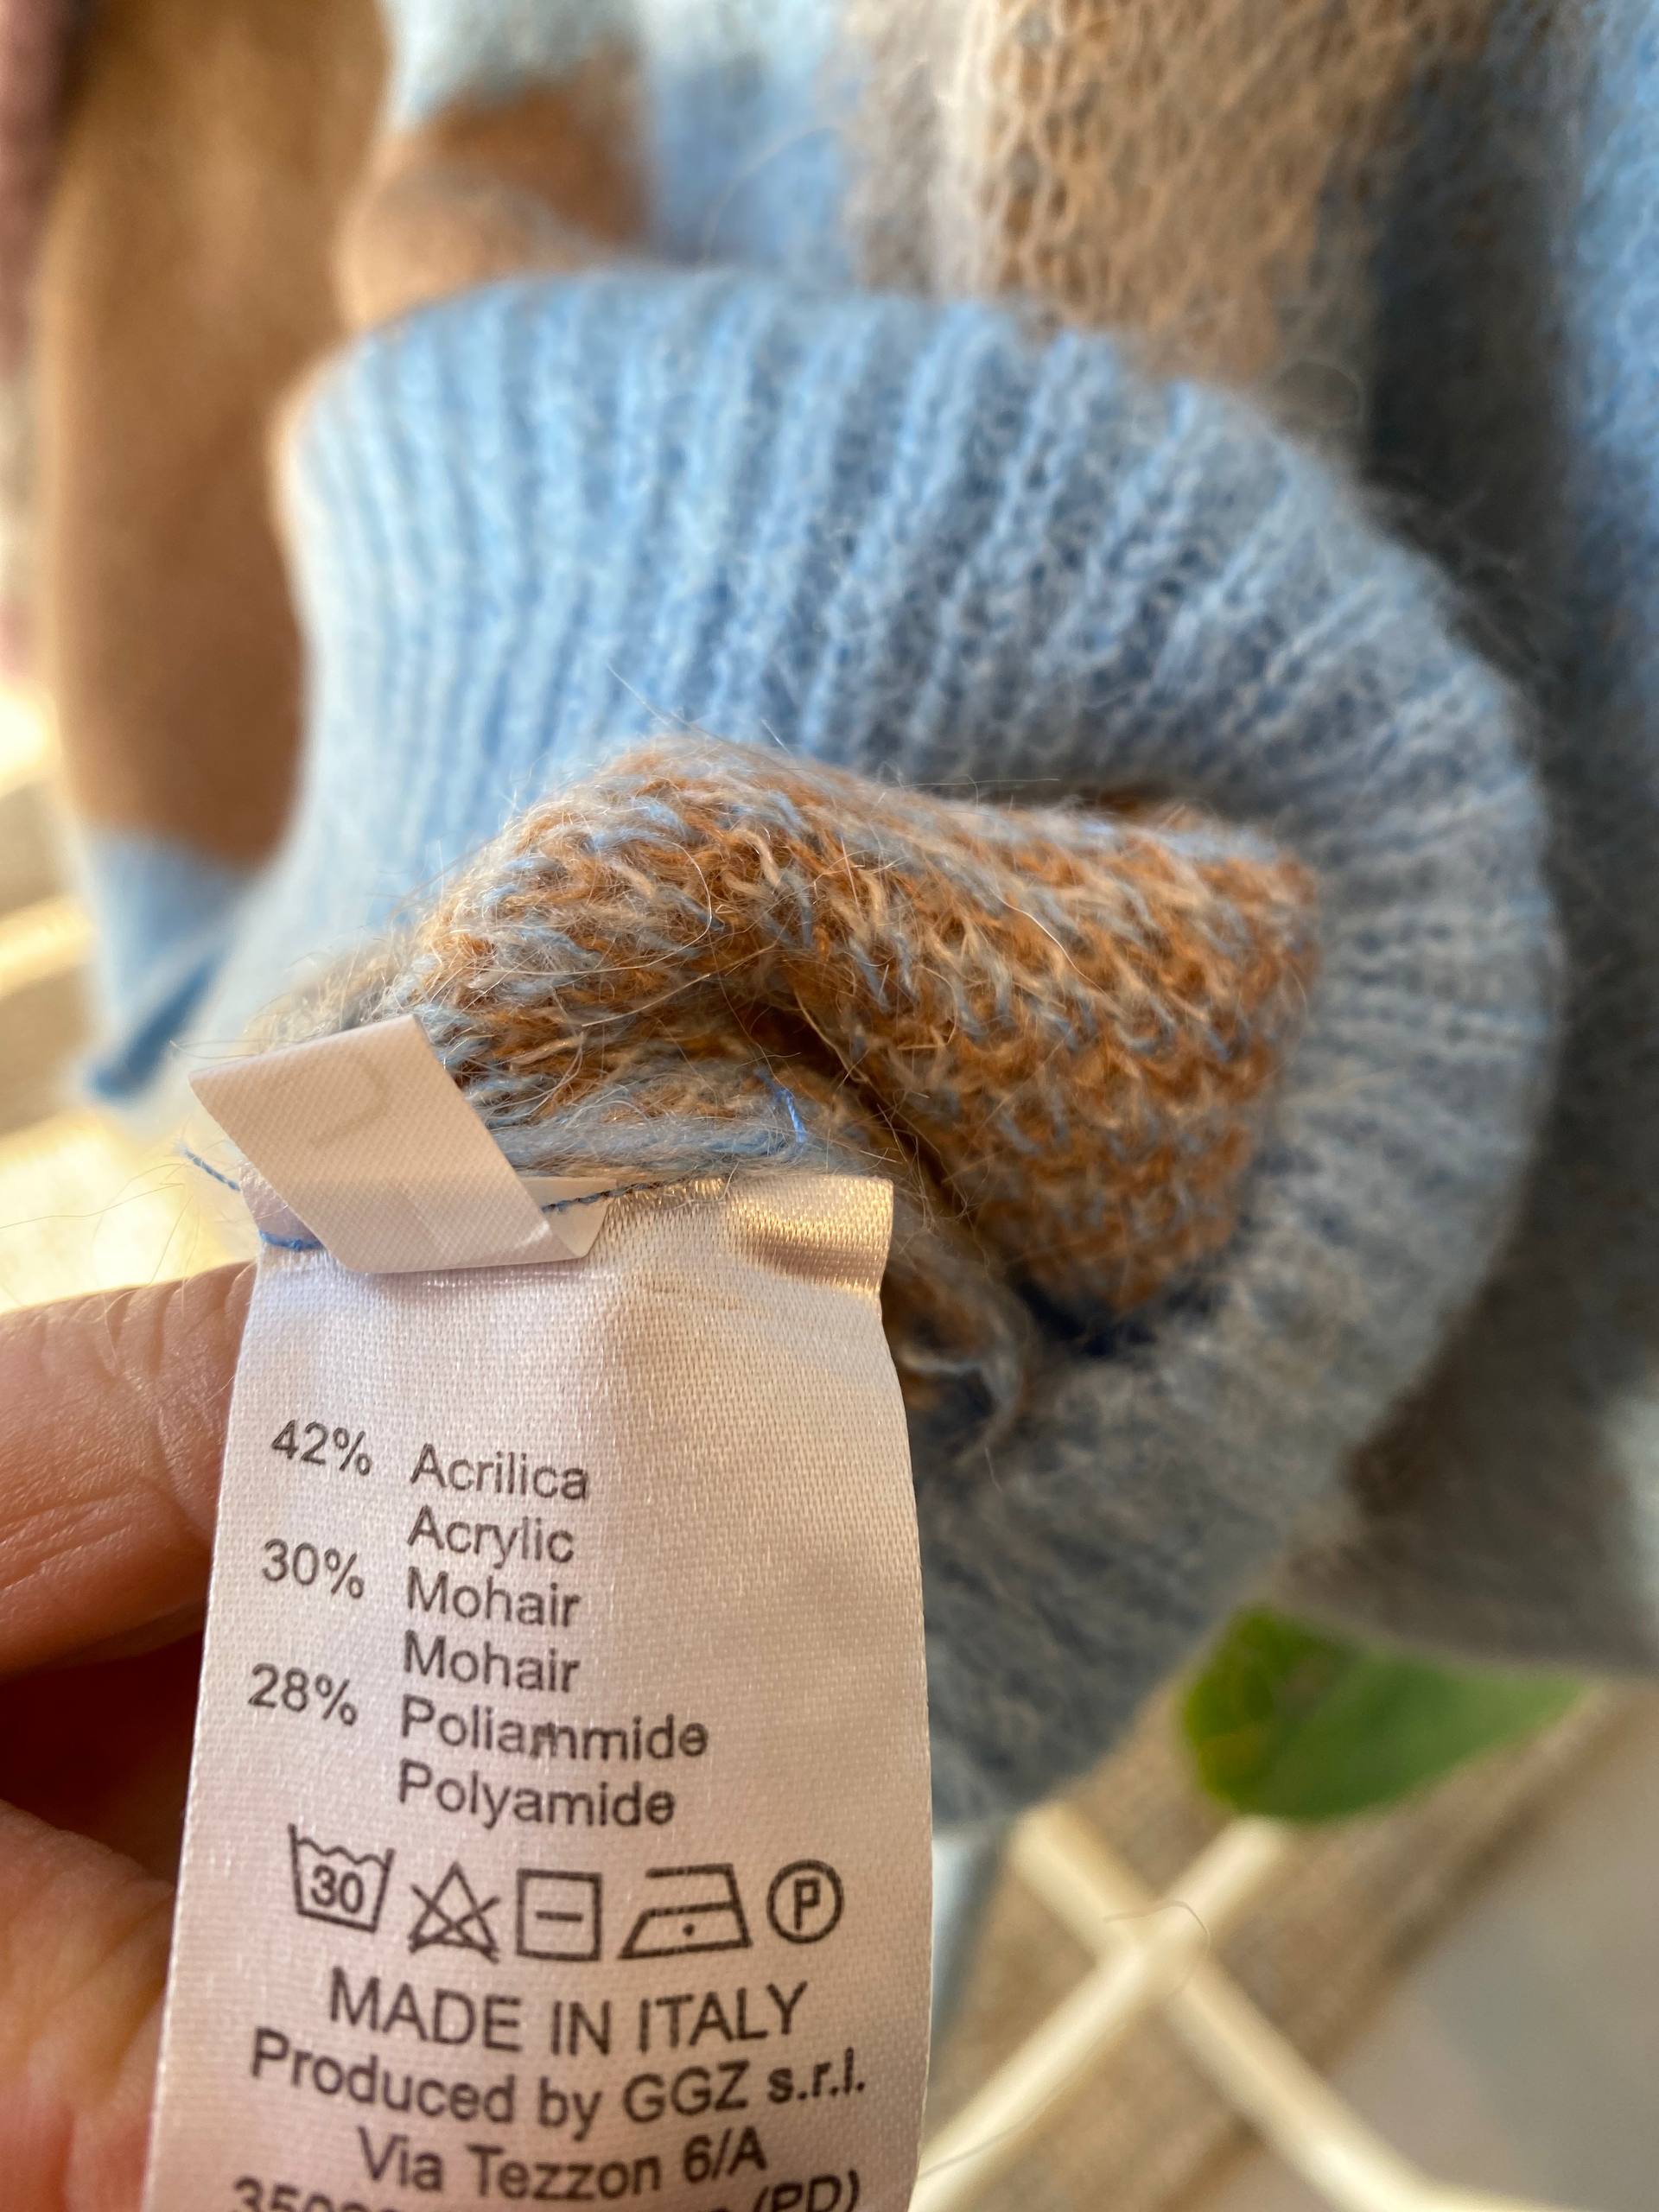 42% Acrilica
Acrylic
30% Mohair
Mohair
28% Poliammide
Polyamide
30 P
MADE IN ITALY
Produced by GGZ s.r.l.
Via Tezzon 6/A
(PD)